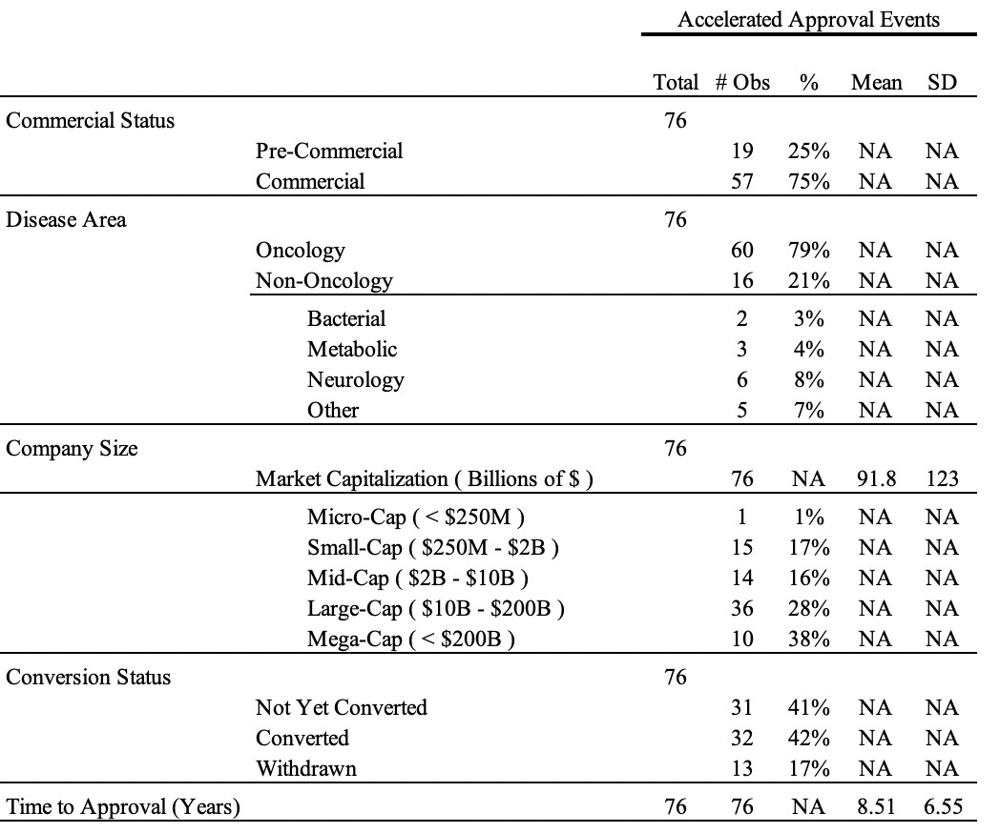 Accelerated Approval Events
Total # Obs % Mean SD
Commercial Status 76
Pre-Commercial 19 25% NA NA
Commercial 57 75% NA NA
Disease Area 76
Oncology 60 79% NA NA
Non-Oncology 16 21% NA NA
Bacterial 2 3% NA NA
Metabolic 3 4% NA NA
Neurology 6 8% NA NA
Other 5 7% NA NA
Company Size 76
Market Capitalization ( Billions of $ ) 76 NA 91.8 123
Micro-Cap ( < $250M ) 1 1% NA NA
Small-Cap ( $250M - $2B ) 15 17% NA NA
Mid-Cap ( $2B - $10B ) 14 16% NA NA
Large-Cap ( $10B - $200B ) 36 28% NA NA
Mega-Cap ( < $200B ) 10 38% NA NA
Conversion Status 76
Not Yet Converted 31 41% NA NA
Converted 32 42% NA NA
Withdrawn 13 17% NA NA
Time to Approval (Years) 76 76 NA 8.51 6.55